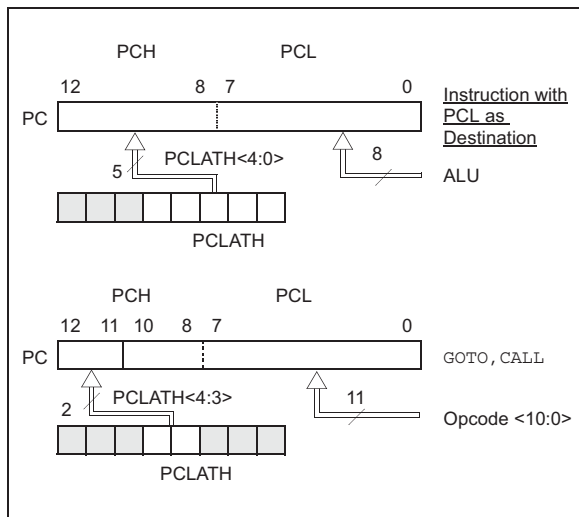 PCH PCL
12 8 7 0
Instruction with
PCL as
Destination
PC
5 PCLATH<4:0> 8
ALU
PCLATH
PCH PCL
12 11 10 8 7 0
PC GOTO,CALL
2 PCLATH<4:3> 11
Opcode <10:0>
PCLATH